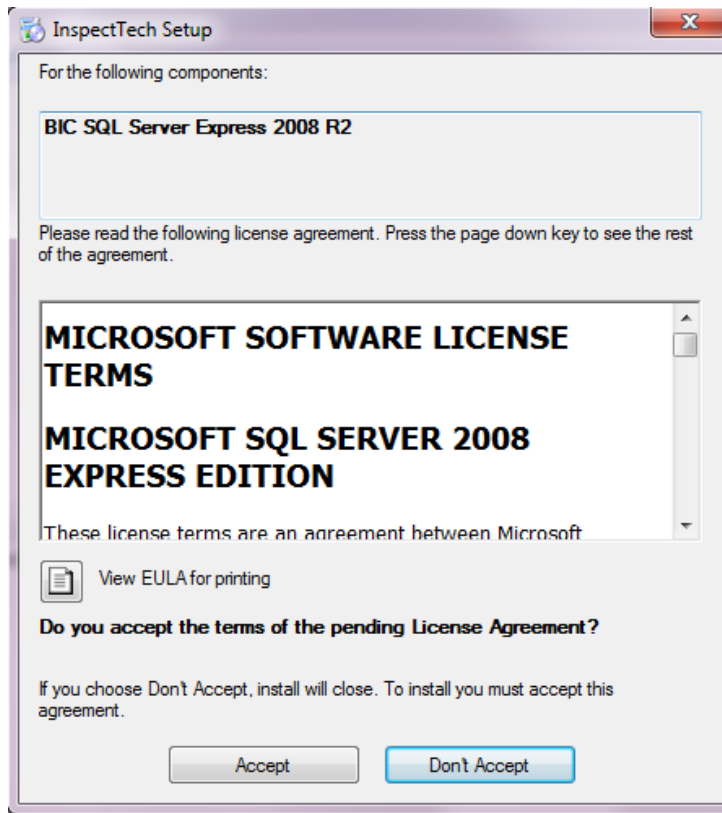 InspectTech Setup
For the following components:
BIC SQL Server Express 2008 R2
Please read the following license agreement. Press the page down key to see the rest
of the agreement.
MICROSOFT SOFTWARE LICENSE
TERMS
MICROSOFT SQL SERVER 2008
EXPRESS EDITION
These license terms are an agreement between Microsoft
View EULA for printing
Do you accept the terms of the pending License Agreement?
If you choose Don't Accept, install will close. To install you must accept this
agreement.
Accept
Don't Accept